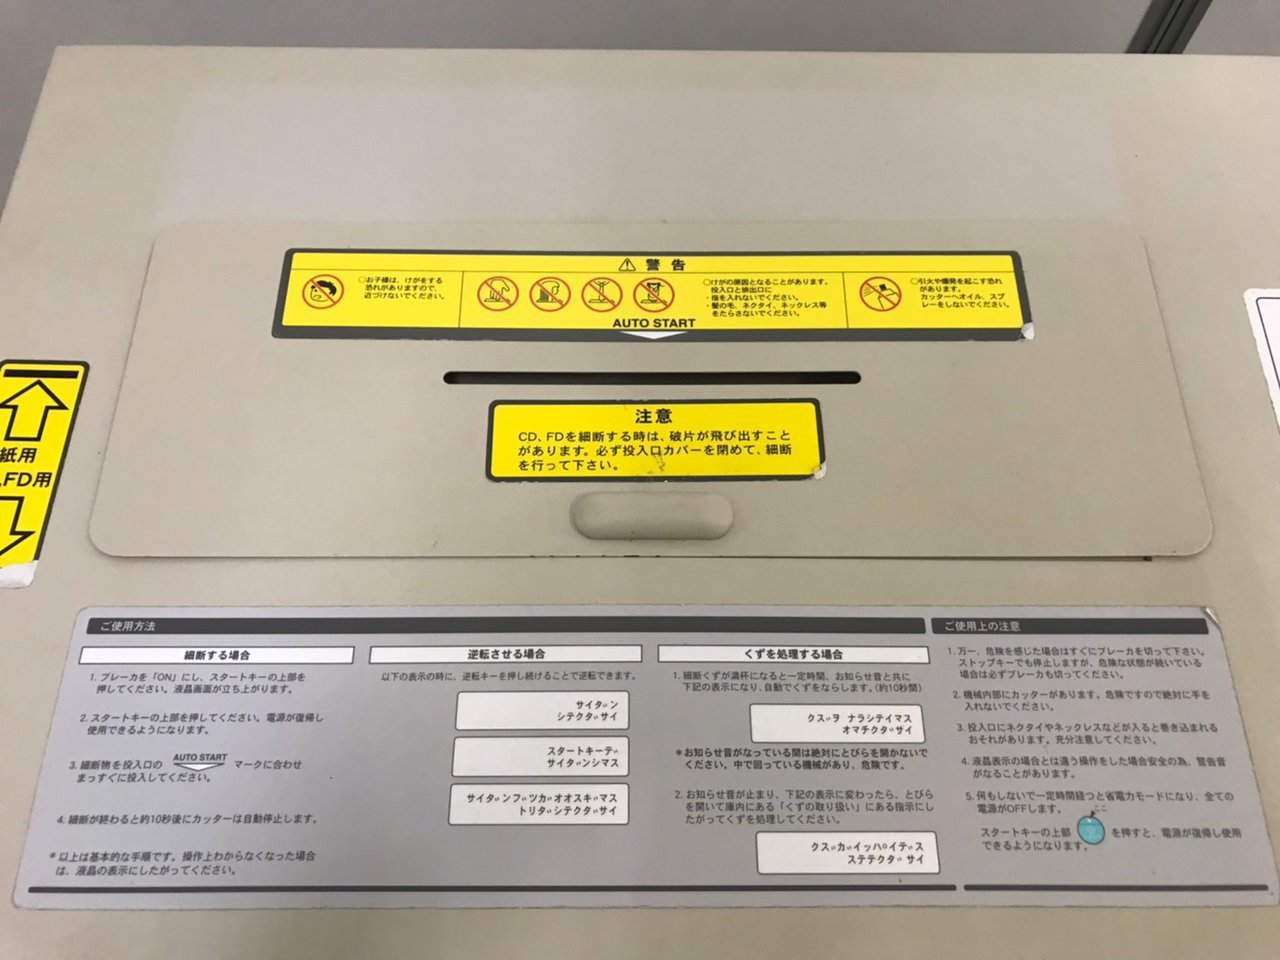 警告
○お子様は、けがをする
恐れがありますので、
近づけないでください。
○けがの原因となることがあります。
投入口と排出口に
・指を入れないでください。
・髪の毛、ネクタイ、ネックレス等
をたらさないでください。
○引火や爆発を起こす恐れ
があります。
カッターへオイル、スプ
レーをしないでください。
AUTO START
紙用
,FD用
注意
CD、FDを細断する時は、破片が飛び出すこと
があります。必ず投入口カバーを閉めて、細断
を行って下さい。
ご使用方法
細断する場合
1. ブレーカを「ON」にし、スタートキーの上部を
押してください。液晶画面が立ち上がります。
2. スタートキーの上部を押してください。電源が復帰し
使用できるようになります。
3. 細断物を投入口の AUTO START マークに合わせ
まっすぐに投入してください。
4. 細断が終わると約10秒後にカッターは自動停止します。
*以上は基本的な手順です。操作上わからなくなった場合
は、液晶の表示にしたがってください。
逆転させる場合
以下の表示の時に、逆転キーを押し続けることで逆転できます。
サイタ゛ン
シテクタ゛サイ
スタートキーテ゛
サイタ゛ンシマス
サイタ゛ンフ゛ツカ゛オオスキ゛マス
トリタ゛シテクタ゛サイ
くずを処理する場合
1. 細断くずが満杯になると一定時間、お知らせ音と共に
下記の表示になり、自動でくずをならします。(約10秒間)
クス゛ヲ ナラシテイマス
オマチクタ゛サイ
*お知らせ音がなっている間は絶対にとびらを開かないで
ください。中で回っている機械があり、危険です。
2. お知らせ音が止まり、下記の表示に変わったら、とびら
を開いて庫内にある「くずの取り扱い」にある指示にし
たがってくずを処理してください。
クス゛カ゛イッハ゜イテ゛ス
ステテクタ゛サイ
ご使用上の注意
1. 万一、危険を感じた場合はすぐにブレーカを切って下さい。
ストップキーでも停止しますが、危険な状態が続いている
場合は必ずブレーカも切ってください。
2. 機械内部にカッターがあります。危険ですので絶対に手を
入れないでください。
3. 投入口にネクタイやネックレスなどが入ると巻き込まれる
おそれがあります。充分注意してください。
4. 液晶表示の場合とは違う操作をした場合安全の為、警告音
がなることがあります。
5. 何もしないで一定時間経つと省電力モードになり、全ての
電源がOFFします。
ここ
スタートキーの上部 を押すと、電源が復帰し使用
できるようになります。